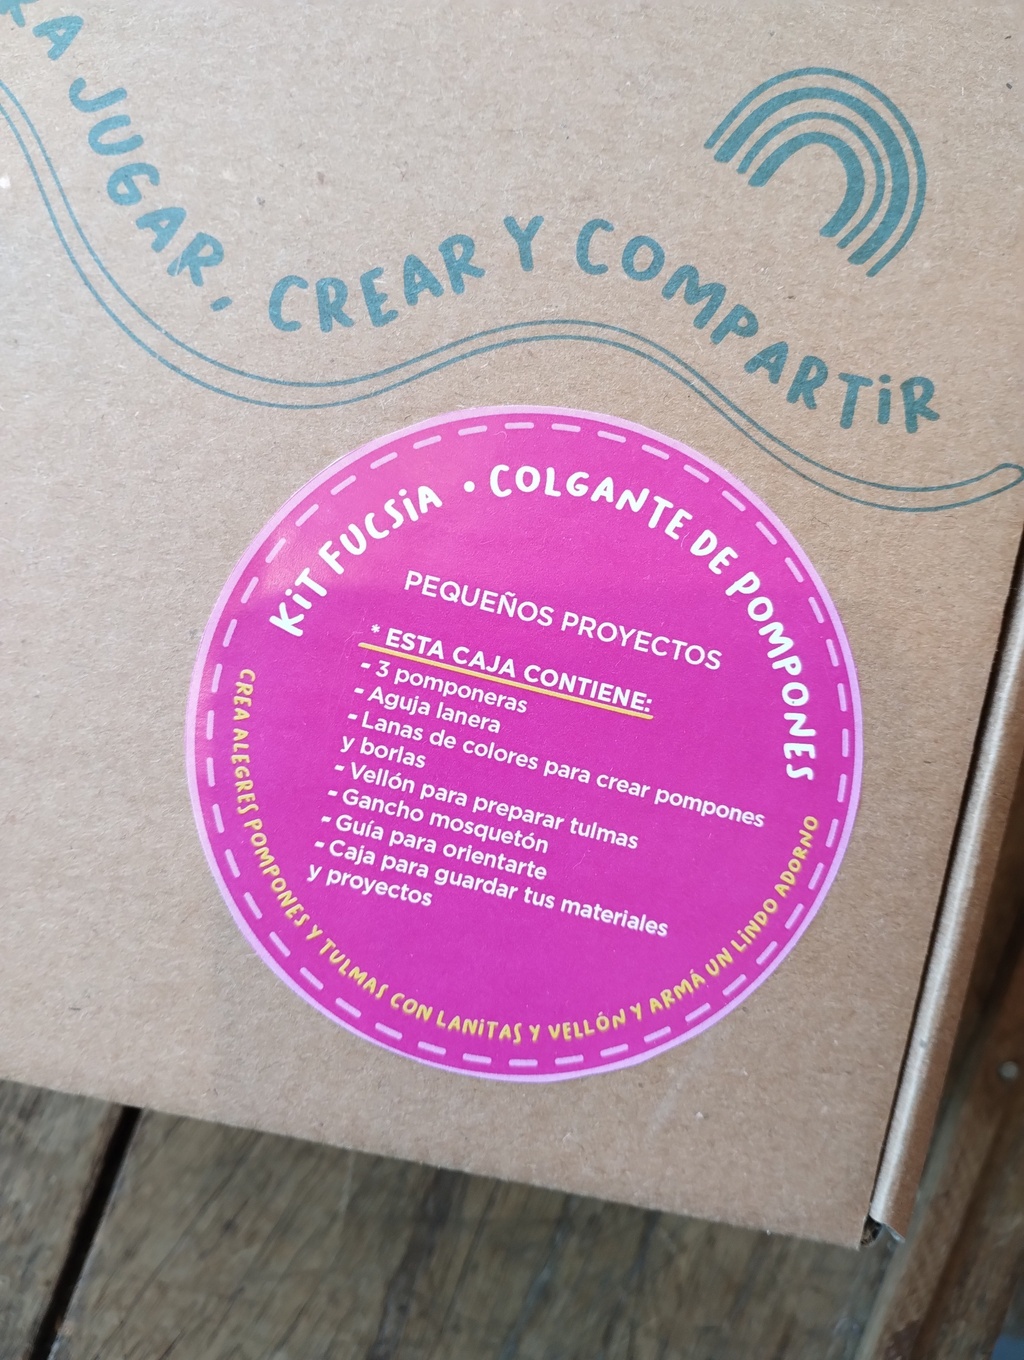 JUGAR, CREAR Y COMPARTIR
KiT FUCSiA • COLGANTE DE POMPONES
PEQUEÑOS PROYECTOS
* ESTA CAJA CONTIENE:
- 3 pomponeras
- Aguja lanera
- Lanas de colores para crear pompones
y borlas
- Vellón para preparar tulmas
- Gancho mosquetón
- Guía para orientarte
- Caja para guardar tus materiales
y proyectos
CREA ALEGRES POMPONES Y TULMAS CON LANiTAS Y VELLÓN Y ARMÁ UN LiNDO ADORNO